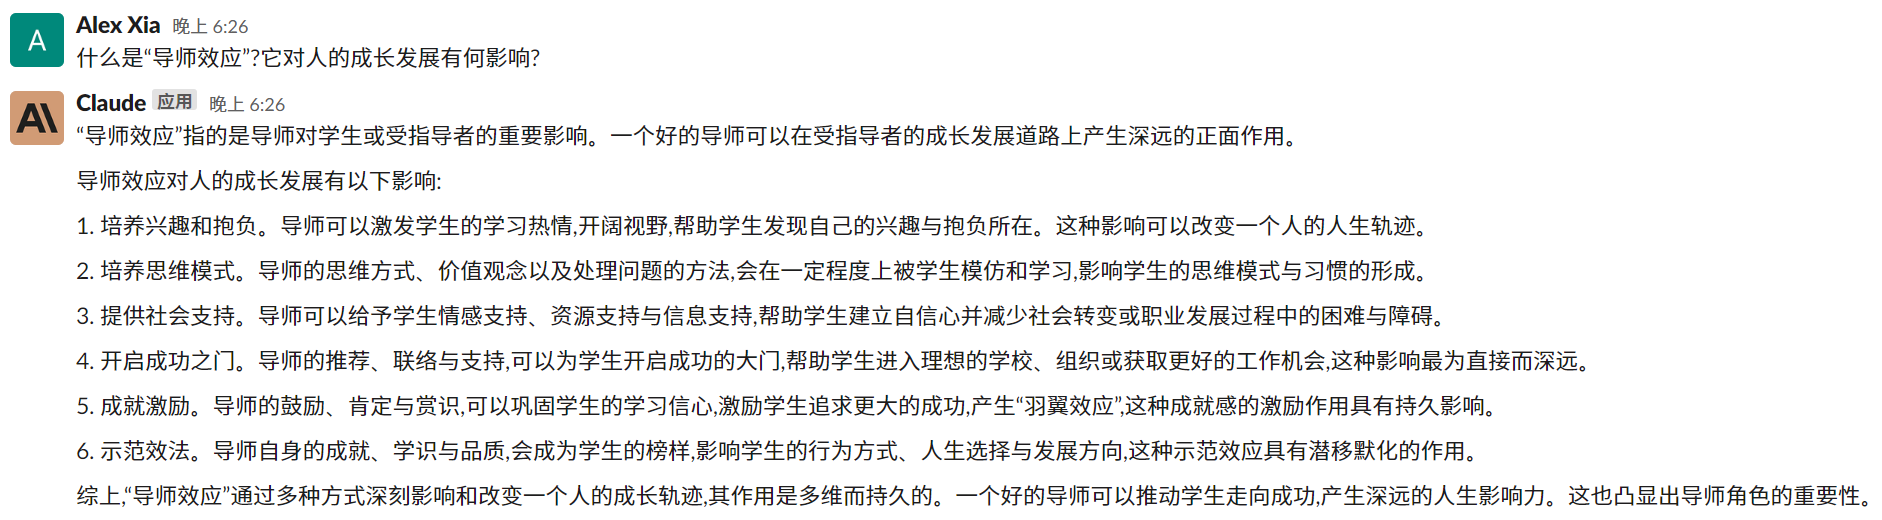 A
Alex Xia 晚上 6:26
什么是“导师效应”?它对人的成长发展有何影响?
Claude 应用 晚上 6:26
“导师效应”指的是导师对学生或受指导者的重要影响。一个好的导师可以在受指导者的成长发展道路上产生深远的正面作用。
导师效应对人的成长发展有以下影响:
1. 培养兴趣和抱负。导师可以激发学生的学习热情,开阔视野,帮助学生发现自己的兴趣与抱负所在。这种影响可以改变一个人的人生轨迹。
2. 培养思维模式。导师的思维方式、价值观念以及处理问题的方法,会在一定程度上被学生模仿和学习,影响学生的思维模式与习惯的形成。
3. 提供社会支持。导师可以给予学生情感支持、资源支持与信息支持,帮助学生建立自信心并减少社会转变或职业发展过程中的困难与障碍。
4. 开启成功之门。导师的推荐、联络与支持,可以为学生开启成功的大门,帮助学生进入理想的学校、组织或获取更好的工作机会,这种影响最为直接而深远。
5. 成就激励。导师的鼓励、肯定与赏识,可以巩固学生的学习信心,激励学生追求更大的成功,产生“羽翼效应”,这种成就感的激励作用具有持久影响。
6. 示范效法。导师自身的成就、学识与品质,会成为学生的榜样,影响学生的行为方式、人生选择与发展方向,这种示范效应具有潜移默化的作用。
综上,“导师效应”通过多种方式深刻影响和改变一个人的成长轨迹,其作用是多维而持久的。一个好的导师可以推动学生走向成功,产生深远的人生影响力。这也凸显出导师角色的重要性。